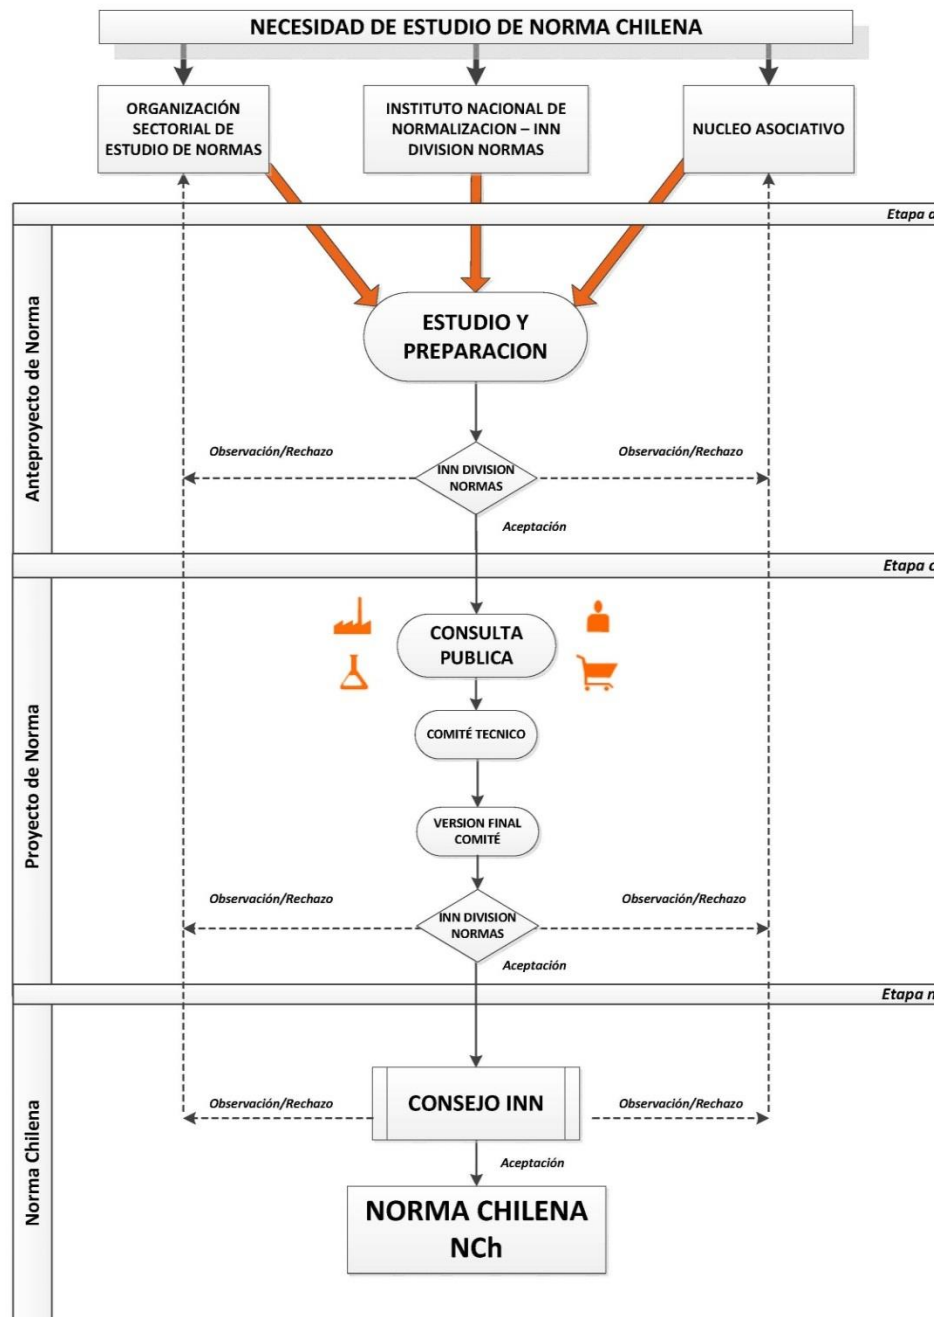 NECESIDAD DE ESTUDIO DE NORMA CHILENA
ORGANIZACIÓN
SECTORIAL DE
ESTUDIO DE NORMAS
INSTITUTO NACIONAL DE
NORMALIZACION – INN
DIVISION NORMAS
NUCLEO ASOCIATIVO
Etapa d
Anteproyecto de Norma
ESTUDIO Y
PREPARACION
Observación/Rechazo
Observación/Rechazo
INN DIVISION
NORMAS
Aceptación
Etapa c
Proyecto de Norma
CONSULTA
PUBLICA
COMITÉ TECNICO
VERSION FINAL
COMITÉ
Observación/Rechazo
Observación/Rechazo
INN DIVISION
NORMAS
Aceptación
Etapa n
Norma Chilena
CONSEJO INN
Observación/Rechazo
Observación/Rechazo
Aceptación
NORMA CHILENA
NCh